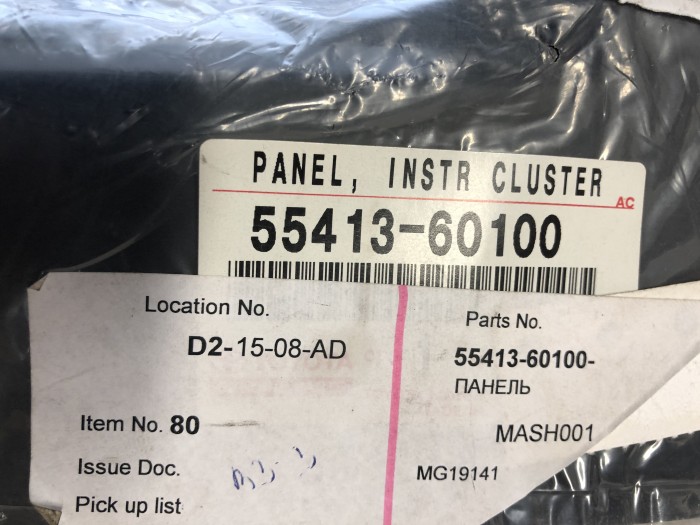 PANEL, INSTR CLUSTER
AC
55413-60100
Location No.
D2-15-08-AD
Parts No.
55413-60100-
ПАНЕЛЬ
Item No. 80
MASH001
Issue Doc.
MG19141
Pick up list